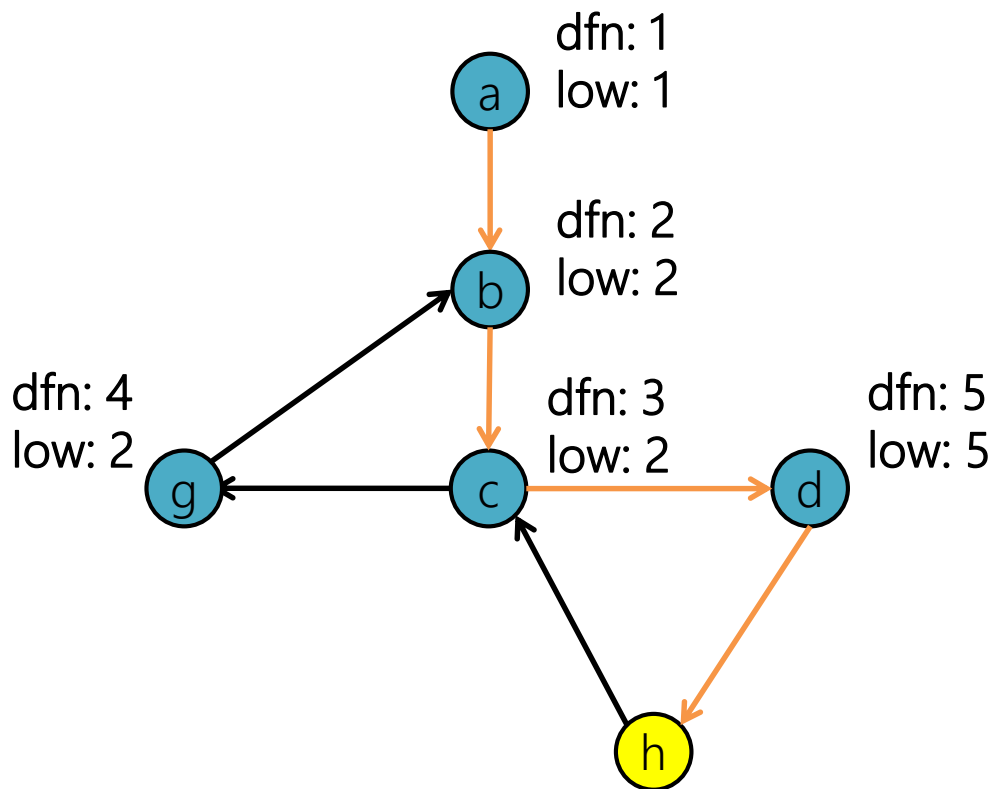 dfn: 1
low: 1
a
dfn: 2
low: 2
b
dfn: 4
low: 2
g
dfn: 3
low: 2
c
dfn: 5
low: 5
d
h